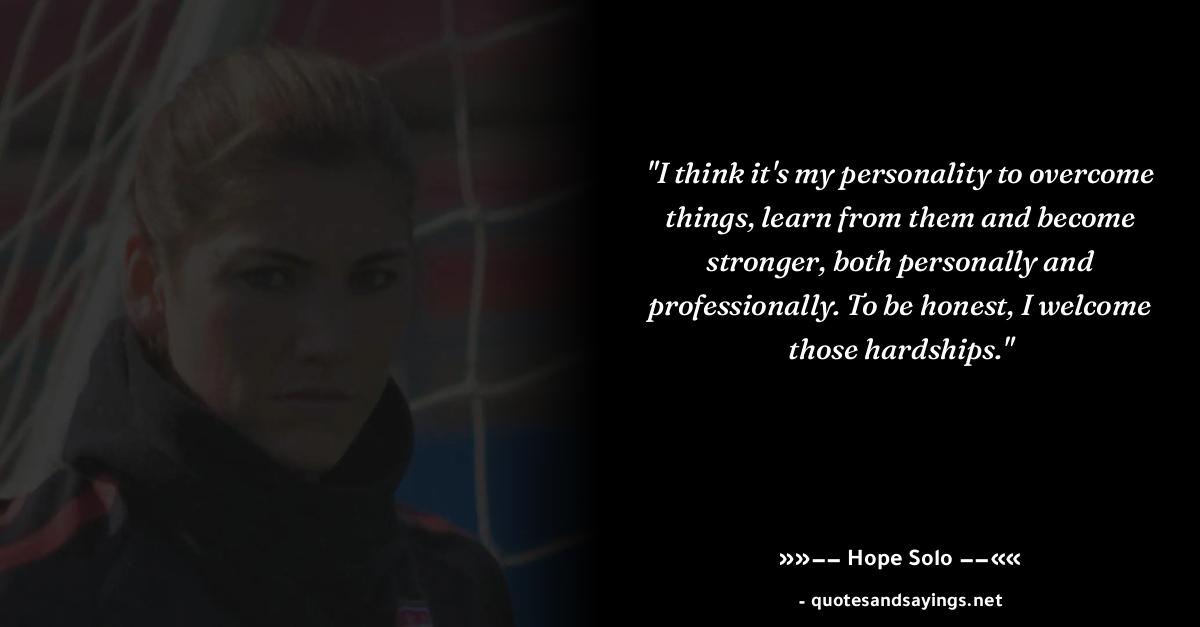 "I think it's my personality to overcome
things, learn from them and become
stronger, both personally and
professionally. To be honest, I welcome
those hardships."
»»−− Hope Solo −−««
- quotesandsayings.net